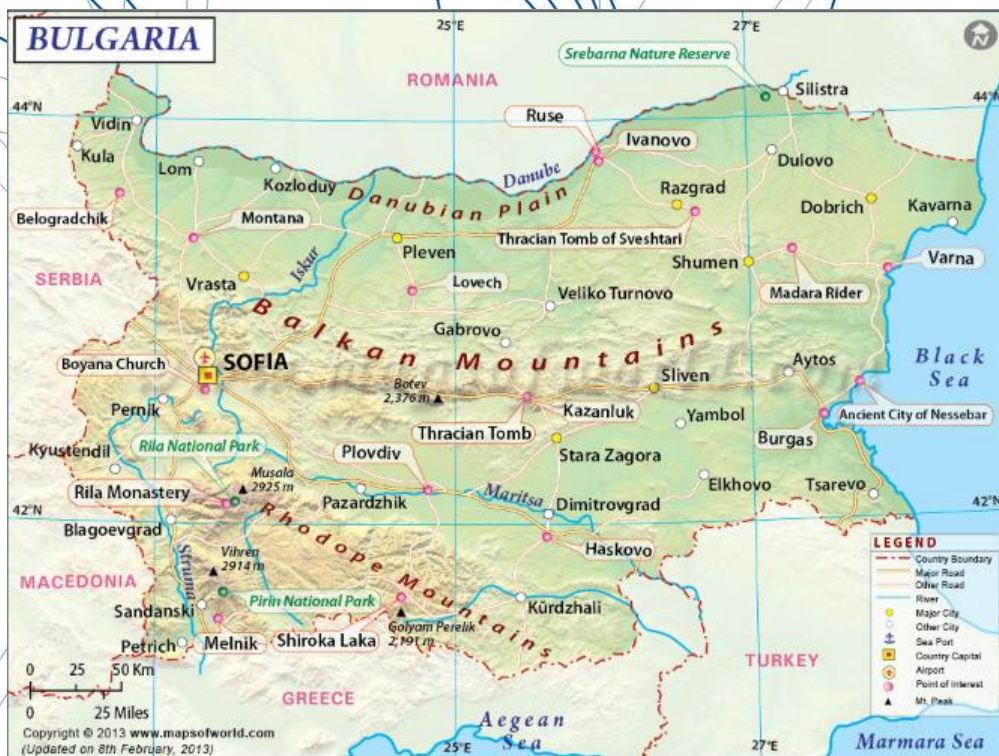 BULGARIA
25°E
27°E
ROMANIA
Srebarna Nature Reserve
Silistra
44°N
44°N
Vidin
Ruse
Ivanovo
Kula
Lom
Kozloduy
Danube
Dulovo
Danubian Plain
Razgrad
Dobrich
Kavarna
Belogradchik
Montana
Pleven
Thracian Tomb of Sveshtari
Iskur
Shumen
Varna
SERBIA
Vrasta
Lovech
Veliko Turnovo
Madara Rider
Gabrovo
Balkan Mountains
Boyana Church
SOFIA
Aytos
Black
Sea
Botev
2,376 m
Sliven
Pernik
Kazanluk
Yambol
Ancient City of Nessebar
Thracian Tomb
Burgas
Rila National Park
Plovdiv
Stara Zagora
Kyustendil
Musala
2925 m
Elkhovo
Tsarevo
Rila Monastery
Pazardzhik
Maritsa
Dimitrovgrad
42°N
42°N
Blagoevgrad
Rhodope Mountains
Haskovo
Vihren
2914 m
Struma
MACEDONIA
Pirin National Park
Sandanski
Kürdzhali
Golyam Perelik
2,191 m
Petrich
Melnik
Shiroka Laka
TURKEY
GREECE
0 25 50 Km
0 25 Miles
Aegean
Sea
25°E
27°E
Marmara Sea
LEGEND
Country Boundary
Major Road
Other Road
River
Major City
Other City
Sea Port
Country Capital
Airport
Point of Interest
Mt. Peak
Copyright © 2013 www.mapsofworld.com
(Updated on 8th February, 2013)